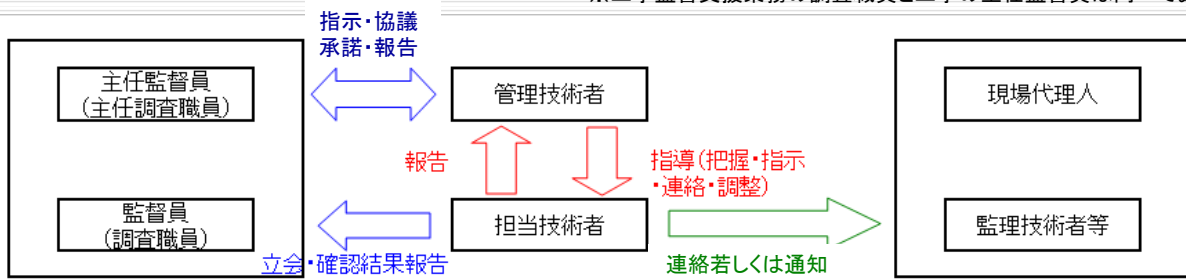 指示・協議
承諾・報告
主任監督員
(主任調査職員)
管理技術者
現場代理人
報告
指導(把握・指示
・連絡・調整)
監督員
(調査職員)
担当技術者
監理技術者等
立会・確認結果報告
連絡若しくは通知